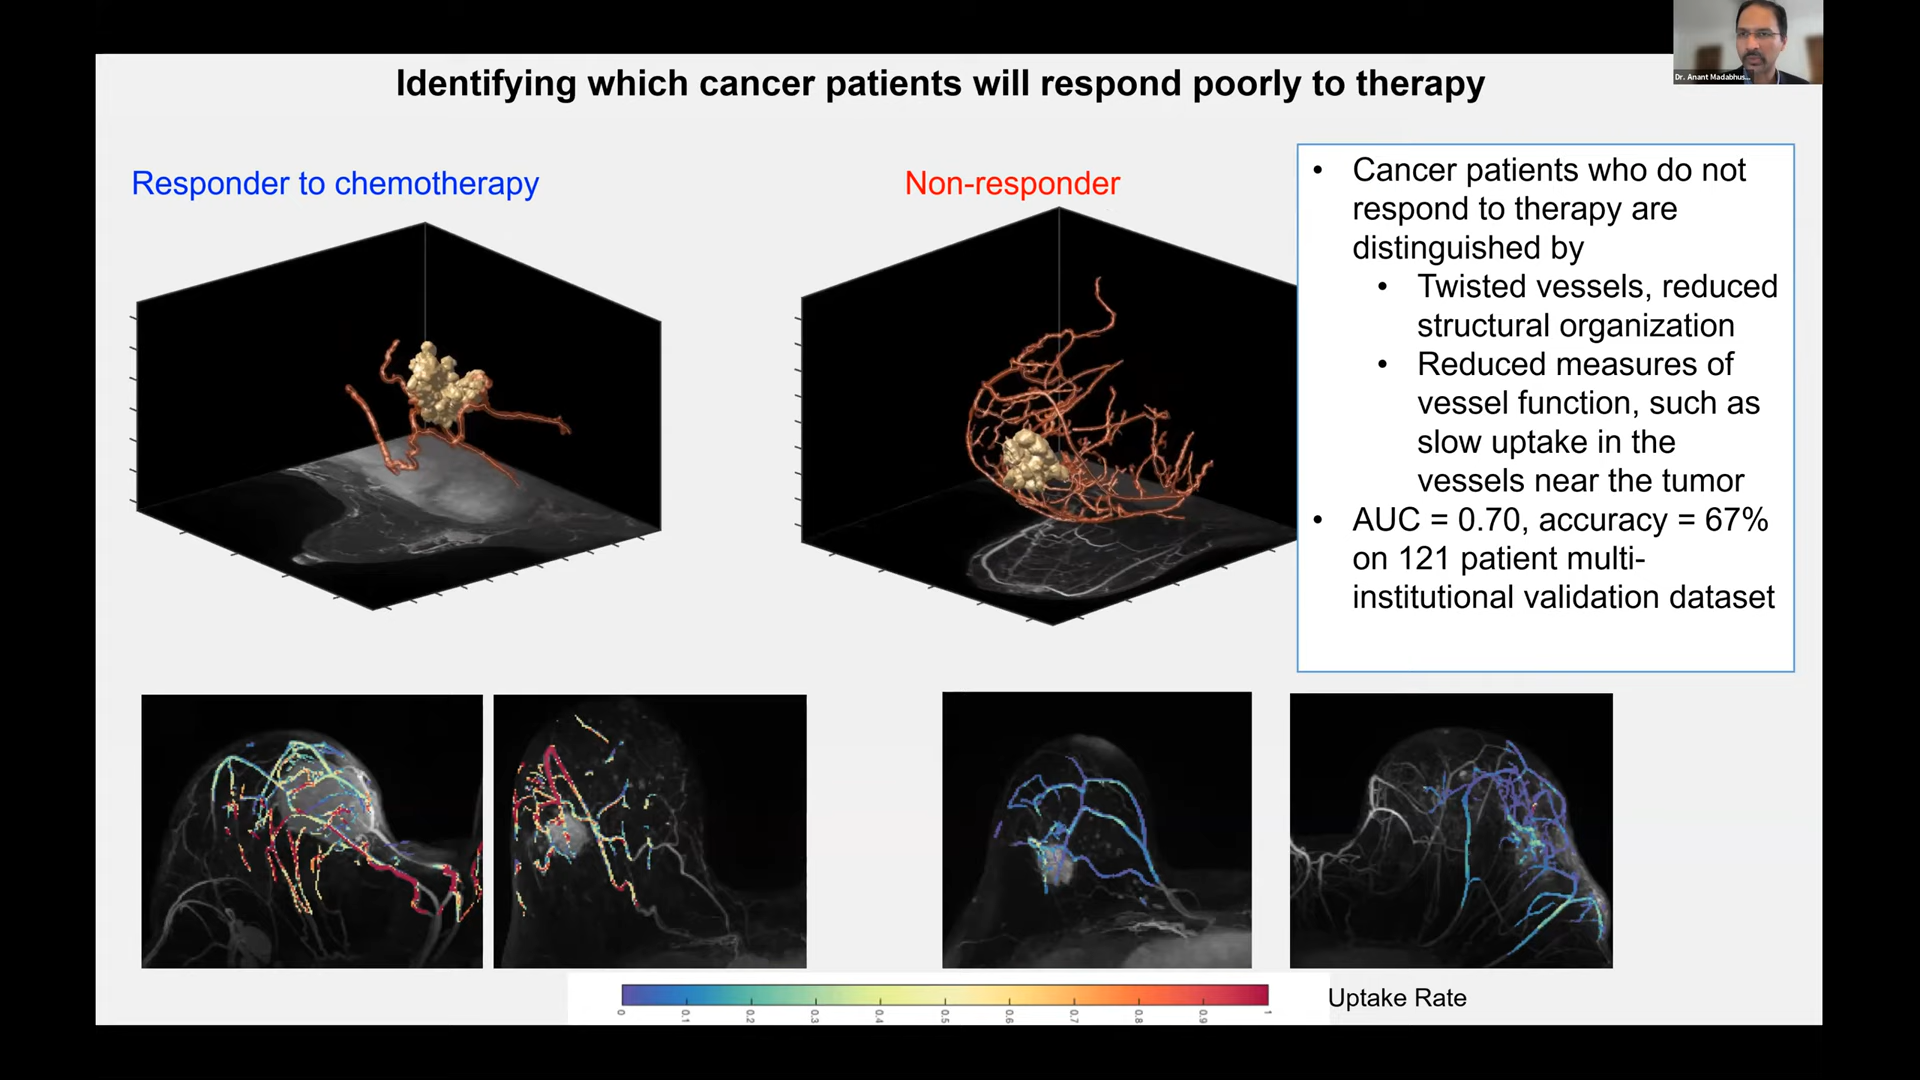 Identifying which cancer patients will respond poorly to therapy
Dr. Anant Madabhus...
Responder to chemotherapy
Non-responder
• Cancer patients who do not
respond to therapy are
distinguished by
• Twisted vessels, reduced
structural organization
• Reduced measures of
vessel function, such as
slow uptake in the
vessels near the tumor
• AUC = 0.70, accuracy = 67%
on 121 patient multi-
institutional validation dataset
0 0.1 0.2 0.3 0.4 0.5 0.6 0.7 0.8 0.9 1
Uptake Rate